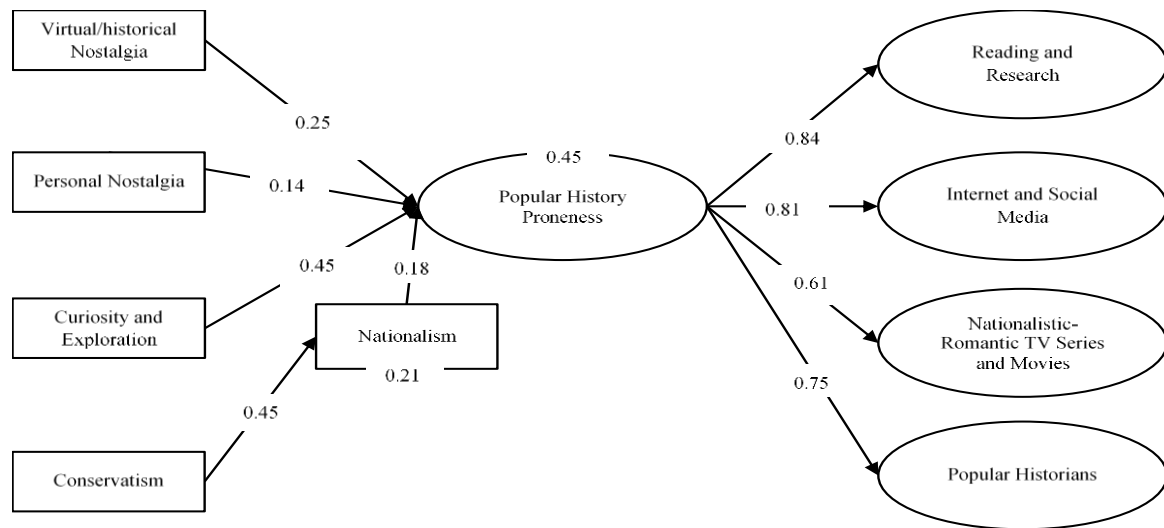 Virtual/historical
Nostalgia
0.25
Personal Nostalgia
0.14
Curiosity and
Exploration
0.45
Conservatism
0.45
Nationalism
0.21
0.18
0.45
Popular History
Proneness
0.84
Reading and
Research
0.81
Internet and Social
Media
0.61
Nationalistic-
Romantic TV Series
and Movies
0.75
Popular Historians